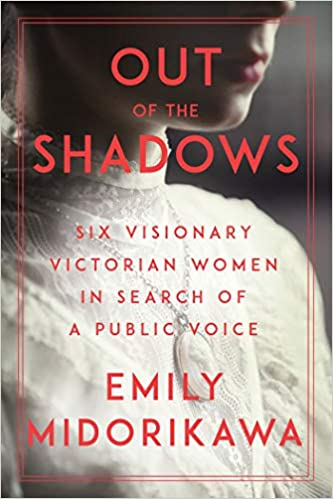 OUT
OF THE
SHADOWS
SIX VISIONARY
VICTORIAN WOMEN
IN SEARCH OF
A PUBLIC VOICE
EMILY
MIDORIKAWA